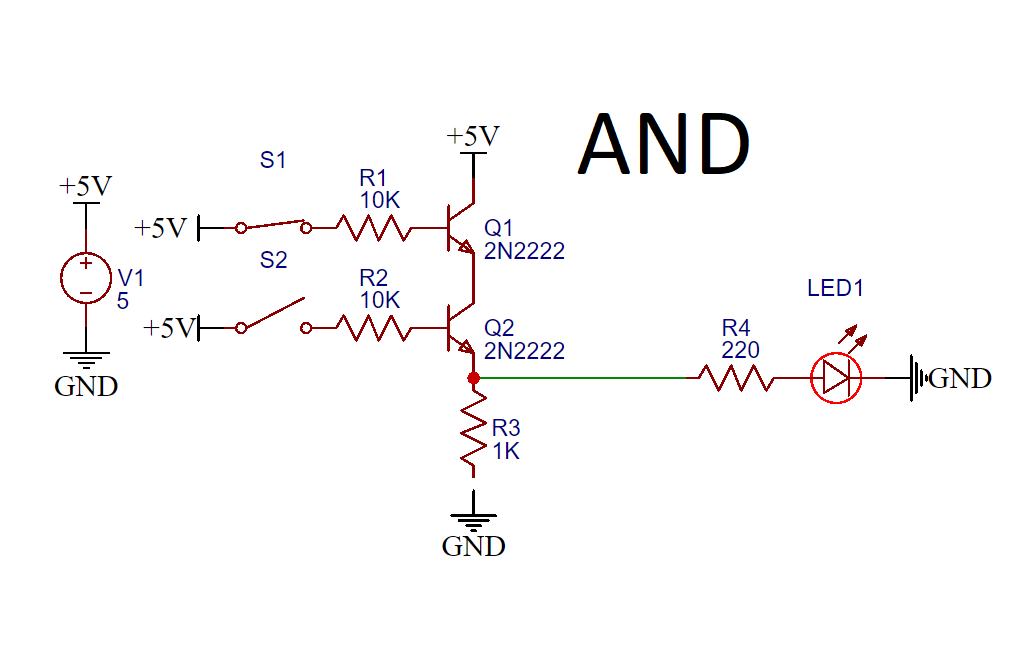 AND
+5V
S1
+5V
R1
10K
+5V
Q1
2N2222
S2
V1
5
R2
10K
LED1
+5V
Q2
2N2222
R4
220
GND
GND
R3
1K
GND